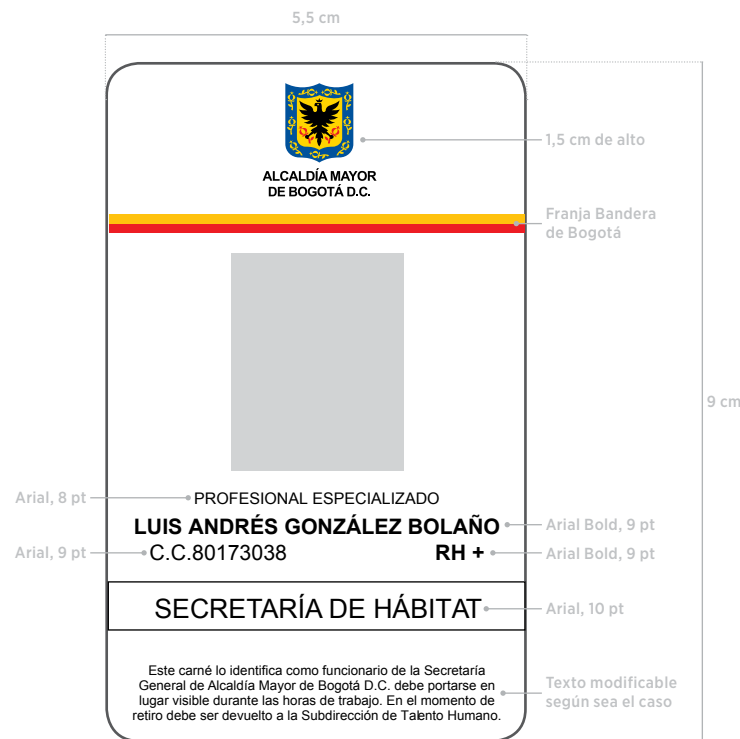 5,5 cm
1,5 cm de alto
ALCALDÍA MAYOR
DE BOGOTÁ D.C.
Franja Bandera
de Bogotá
9 cm
Arial, 8 pt
PROFESIONAL ESPECIALIZADO
LUIS ANDRÉS GONZÁLEZ BOLAÑO
Arial Bold, 9 pt
Arial, 9 pt
C.C.80173038
RH +
Arial Bold, 9 pt
SECRETARÍA DE HÁBITAT
Arial, 10 pt
Este carné lo identifica como funcionario de la Secretaría
General de Alcaldía Mayor de Bogotá D.C. debe portarse en
lugar visible durante las horas de trabajo. En el momento de
retiro debe ser devuelto a la Subdirección de Talento Humano.
Texto modificable
según sea el caso